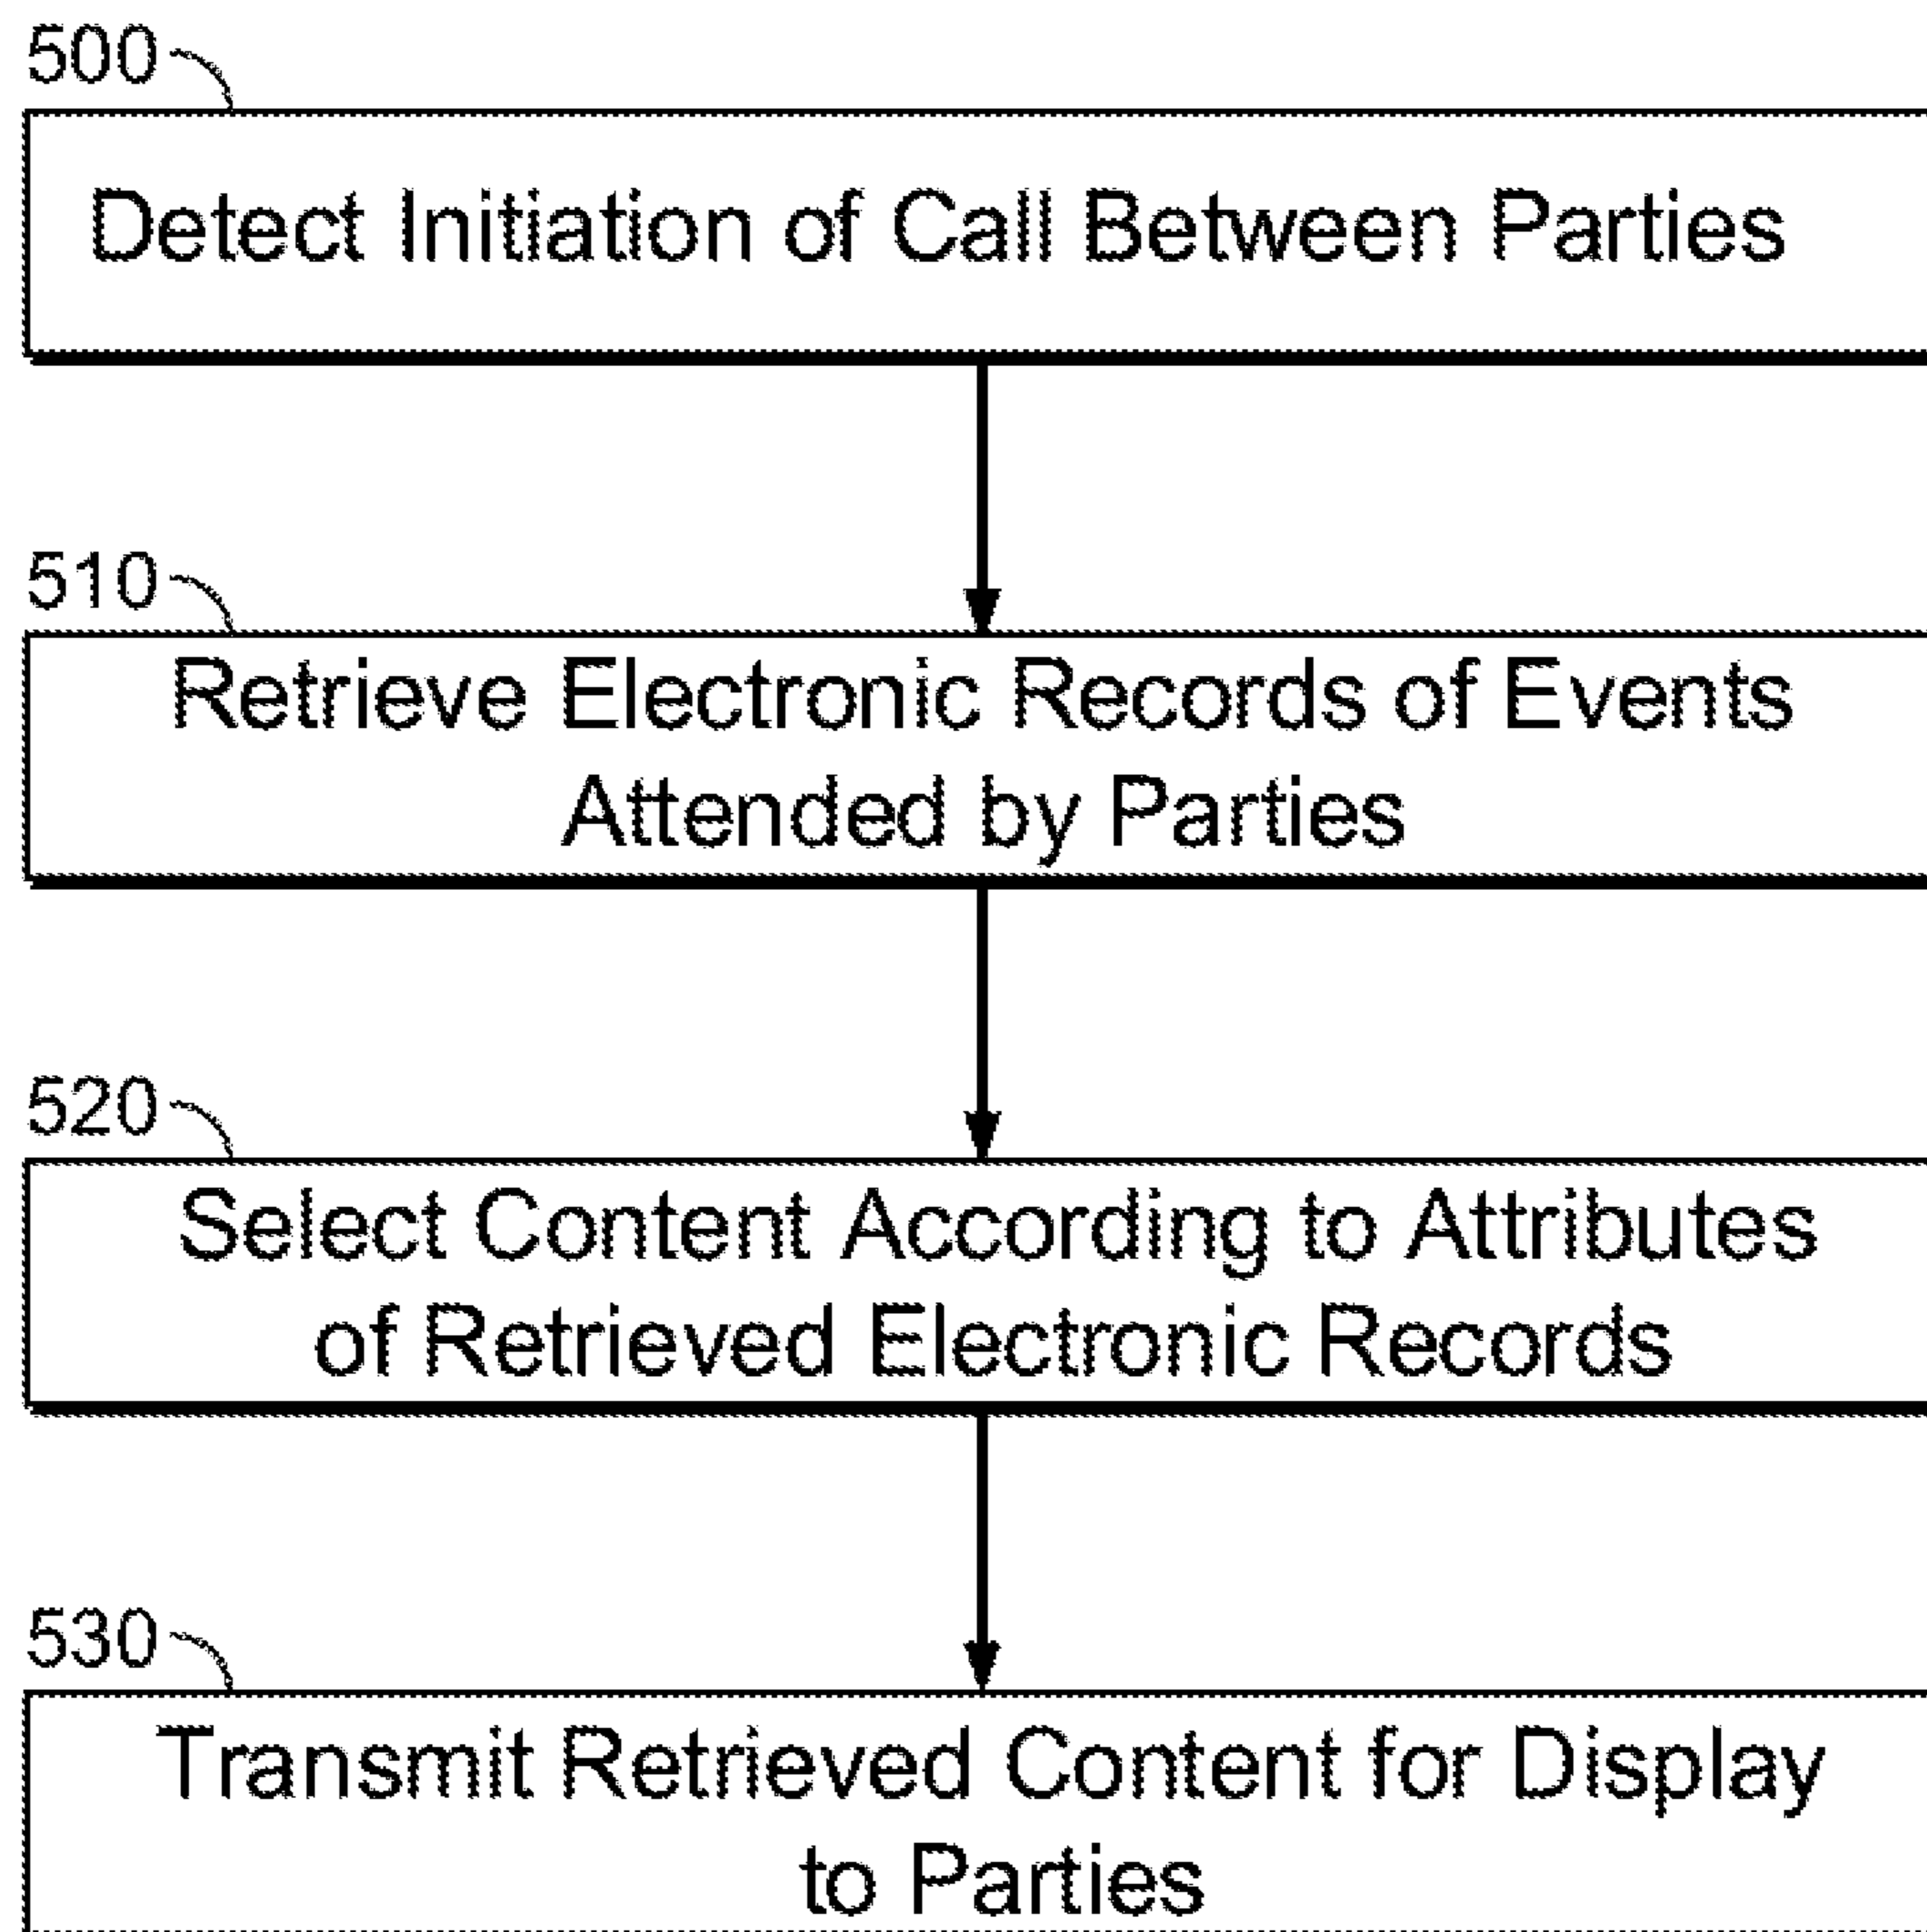 500
Detect Initiation of Call Between Parties
510
Retrieve Electronic Records of Events
Attended by Parties
520
Select Content According to Attributes
of Retrieved Electronic Records
530
Transmit Retrieved Content for Display
to Parties